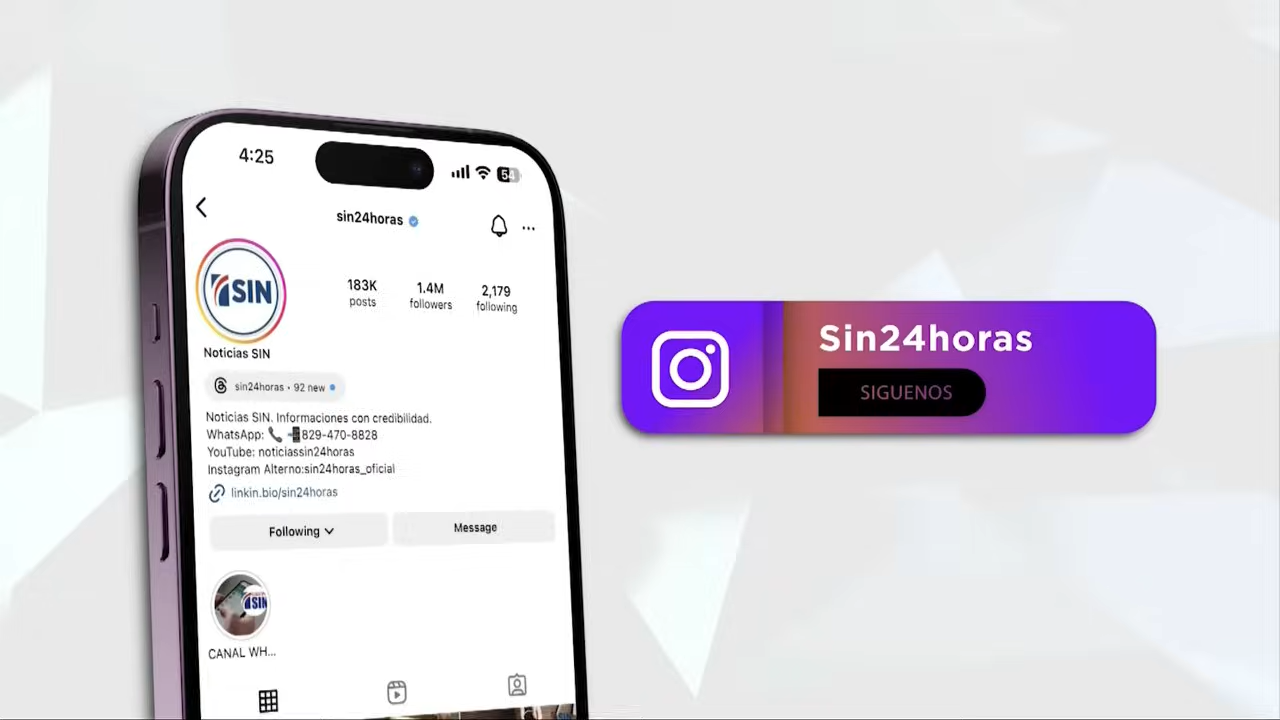 4:25
54
sin24horas
SIN
183K 1.4M 2,179
posts followers following
Noticias SIN
sin24horas • 92 new
Noticias SIN. Informaciones con credibilidad.
WhatsApp: 📞 📲829-470-8828
YouTube: noticiassin24horas
Instagram Alterno:sin24horas_oficial
linkin.bio/sin24horas
Following Message
SIN
CANAL WH...
Sin24horas
SIGUENOS